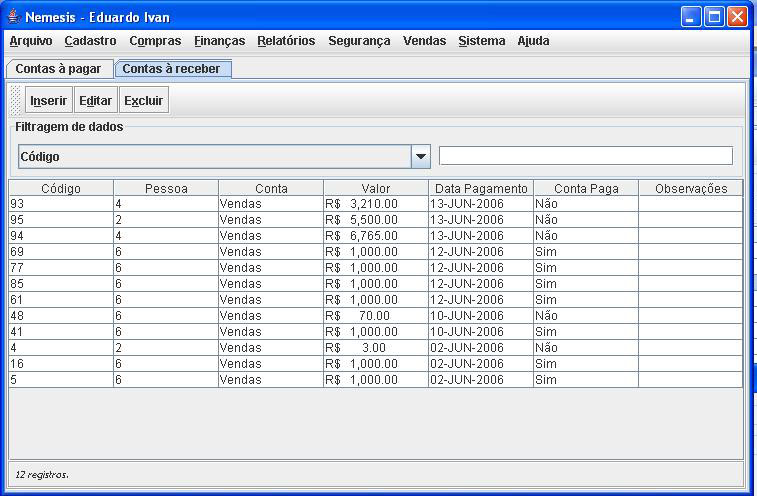 Nemesis - Eduardo Ivan
Arquivo Cadastro Compras Finanças Relatórios Segurança Vendas Sistema Ajuda
Contas à pagar Contas à receber
Inserir Editar Excluir
Filtragem de dados
Código
Código Pessoa Conta Valor Data Pagamento Conta Paga Observações
93 4 Vendas R$ 3,210.00 13-JUN-2006 Não
95 2 Vendas R$ 5,500.00 13-JUN-2006 Não
94 4 Vendas R$ 6,765.00 13-JUN-2006 Não
69 6 Vendas R$ 1,000.00 12-JUN-2006 Sim
77 6 Vendas R$ 1,000.00 12-JUN-2006 Sim
85 6 Vendas R$ 1,000.00 12-JUN-2006 Sim
61 6 Vendas R$ 1,000.00 12-JUN-2006 Sim
48 6 Vendas R$ 70.00 10-JUN-2006 Não
41 6 Vendas R$ 1,000.00 10-JUN-2006 Sim
4 2 Vendas R$ 3.00 02-JUN-2006 Não
16 6 Vendas R$ 1,000.00 02-JUN-2006 Sim
5 6 Vendas R$ 1,000.00 02-JUN-2006 Sim
12 registros.